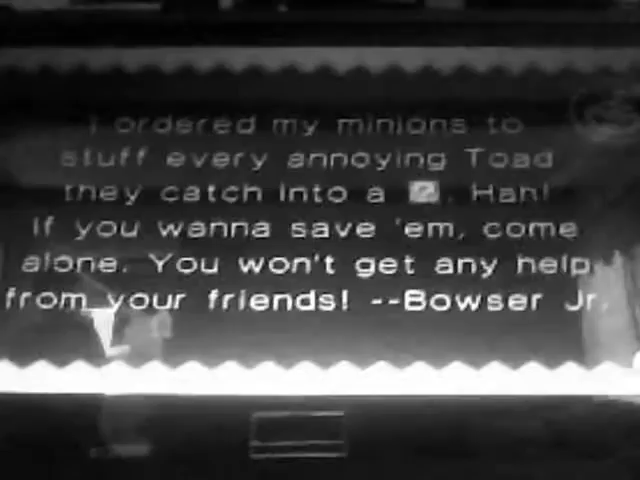 I ordered my minions to
stuff every annoying Toad
they catch into a ?. Hah!
If you wanna save 'em, come
alone. You won't get any help
from your friends! --Bowser Jr.